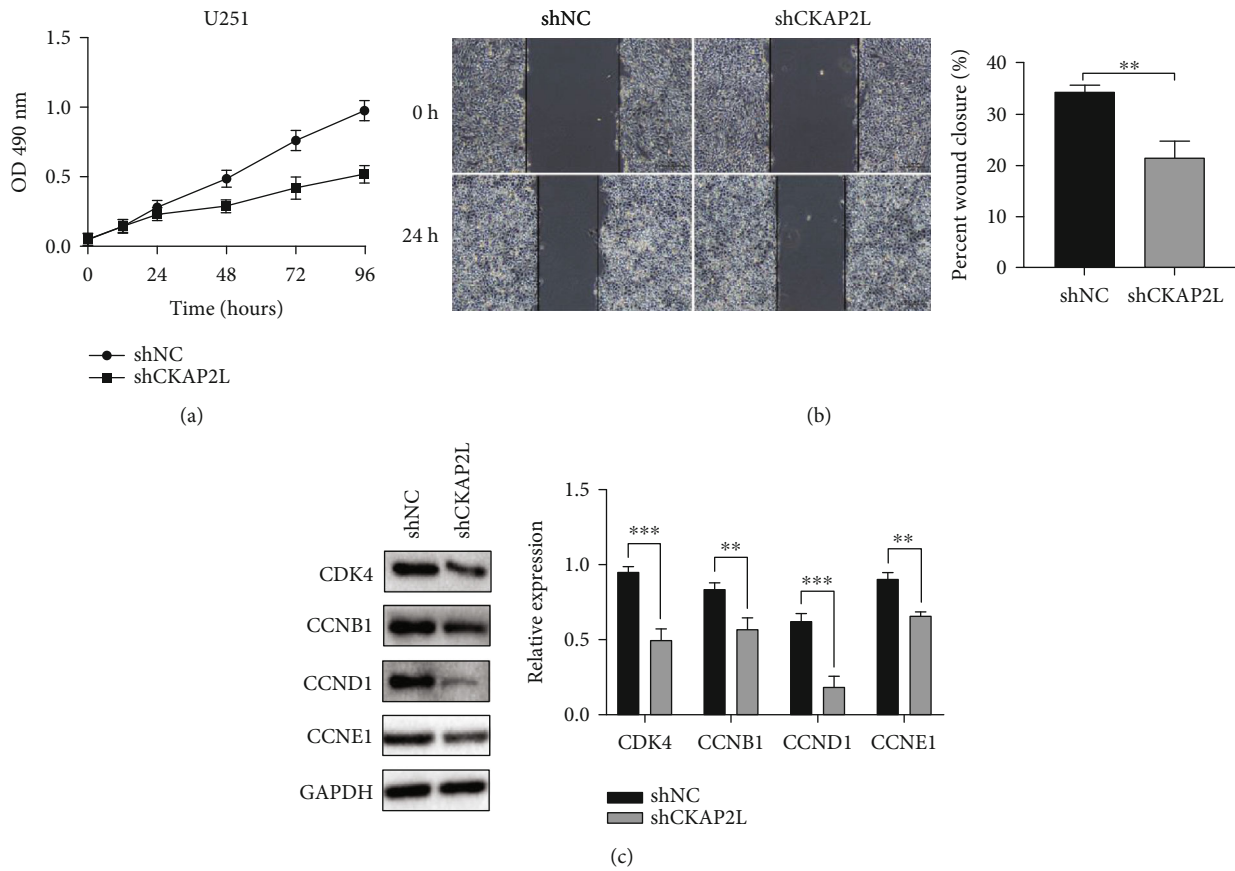 U251
OD 490 nm
1.5
1.0
0.5
0.0
0 24 48 72 96
Time (hours)
shNC
shCKAP2L
(a)
shNC shCKAP2L
0 h
24 h
Percent wound closure (%)
40
30
20
10
0
**
shNC shCKAP2L
(b)
shNC
shCKAP2L
CDK4
CCNB1
CCND1
CCNE1
GAPDH
Relative expression
1.5
1.0
0.5
0.0
*** ** *** **
CDK4 CCNB1 CCND1 CCNE1
shNC
shCKAP2L
(c)